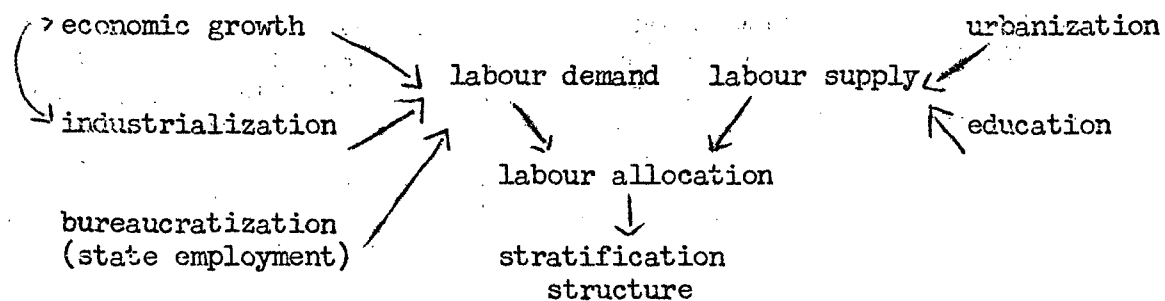 economic growth
urbanization
labour demand
labour supply
industrialization
education
labour allocation
bureaucratization
(state employment)
stratification
structure